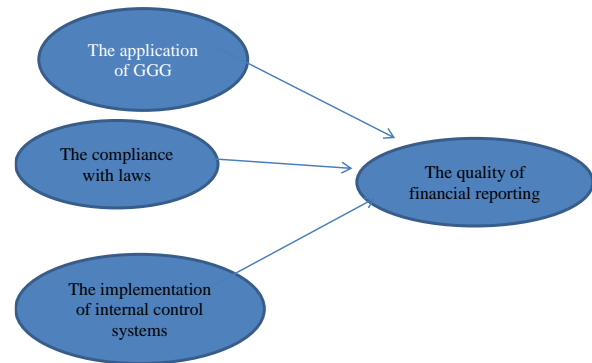 The application
of GGG
The compliance
with laws
The quality of
financial reporting
The implementation
of internal control
systems